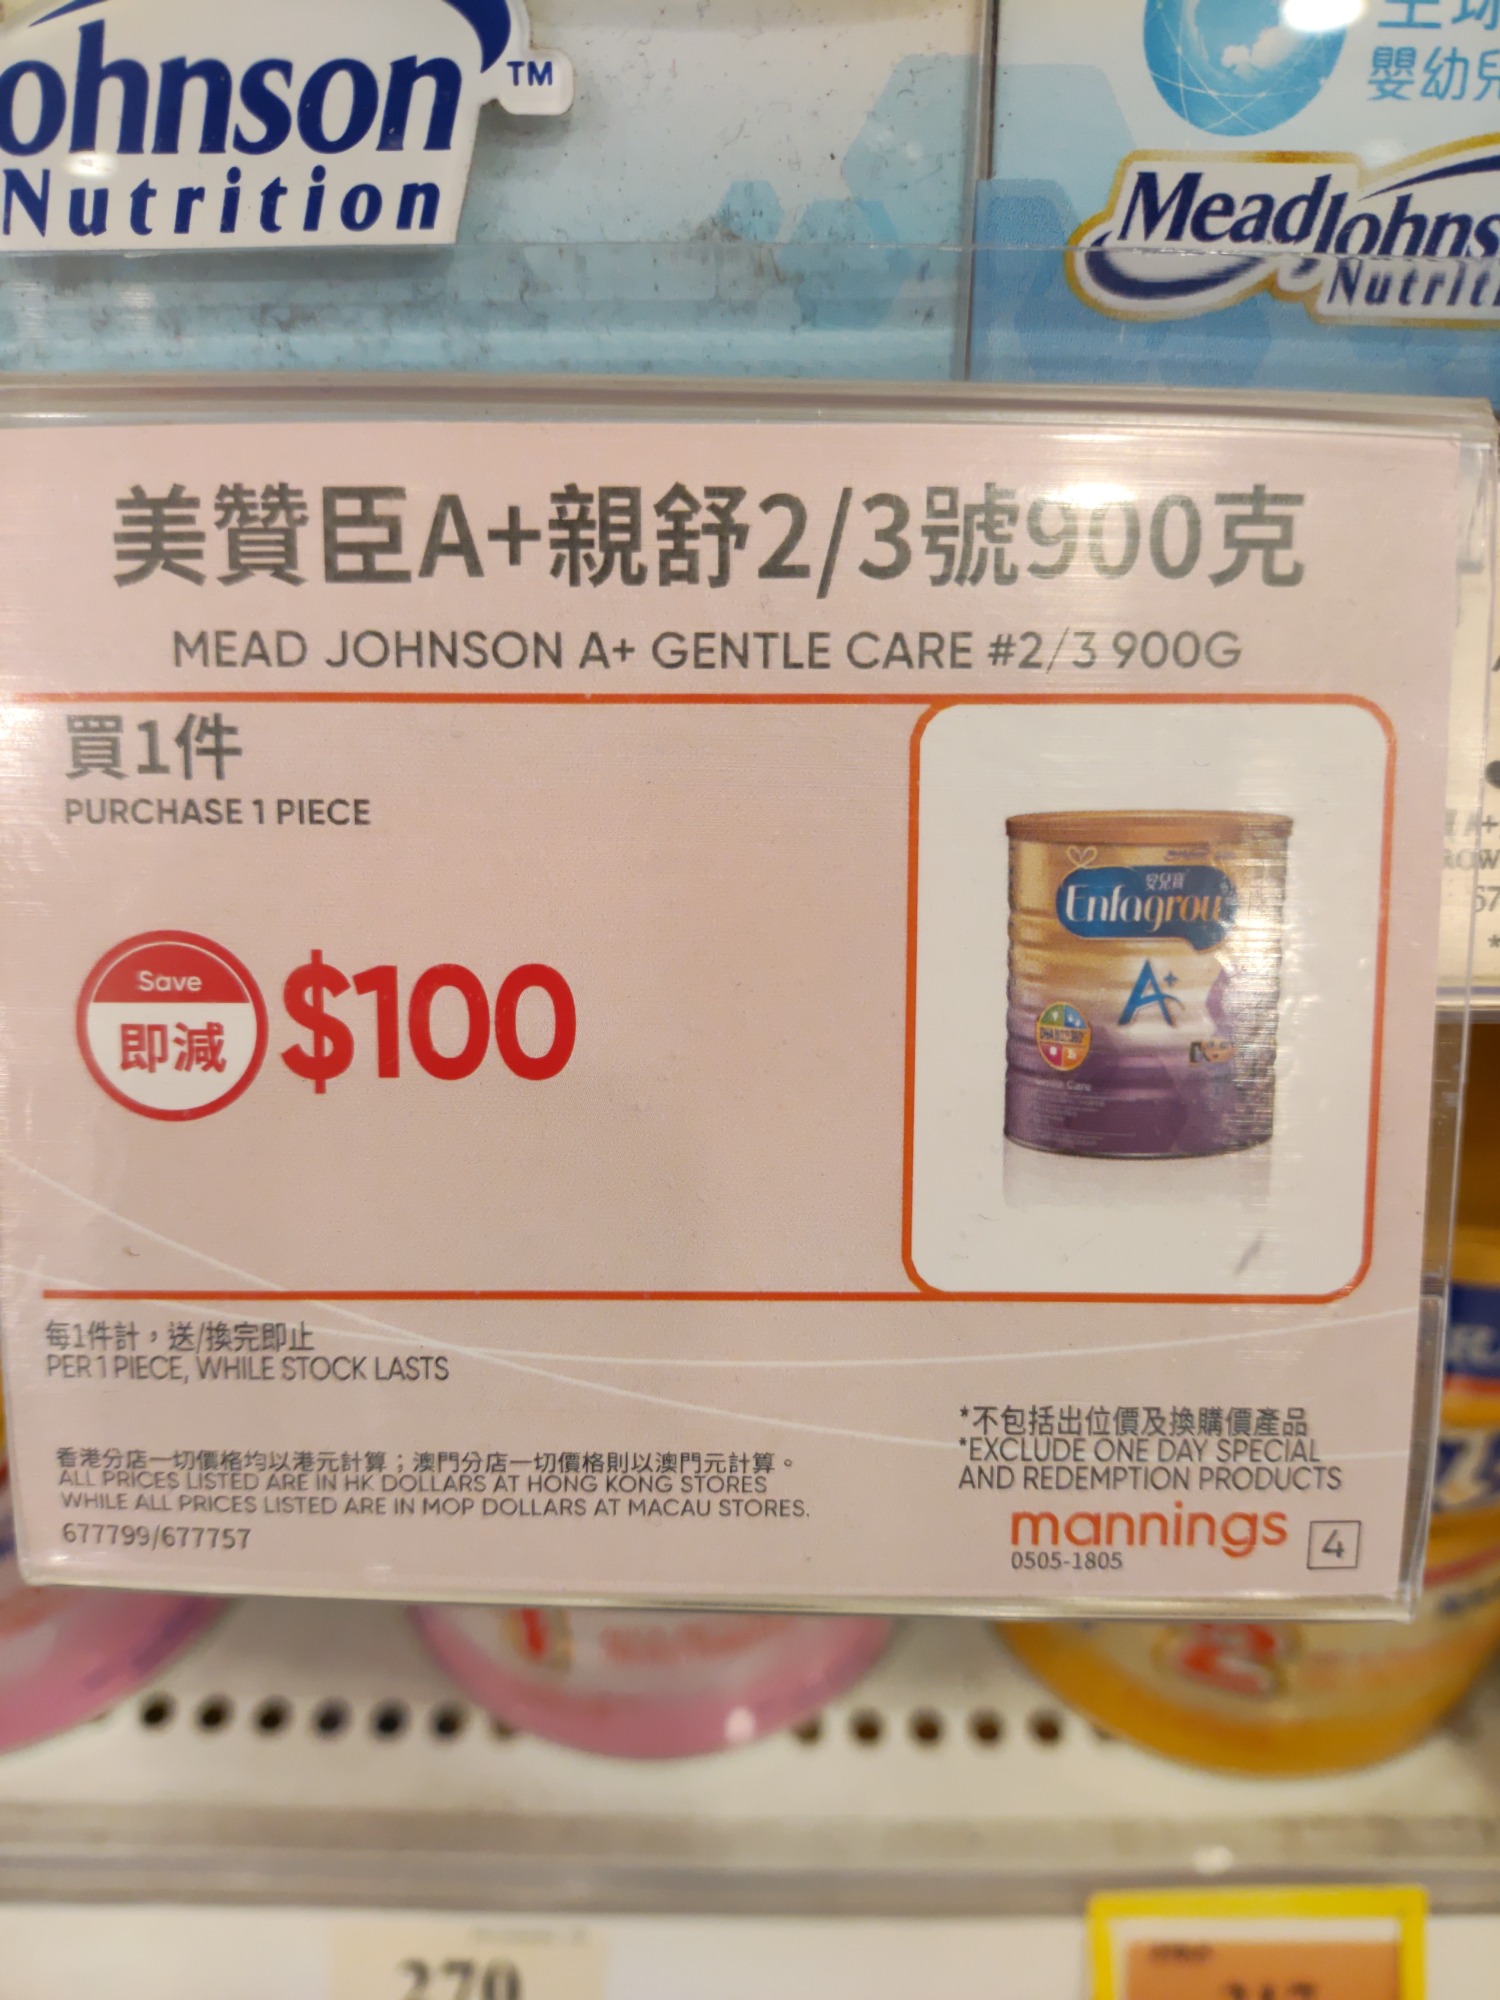 ohnson™
Nutrition
嬰幼兒
MeadJohns
Nutriti
美贊臣A+親舒2/3號900克
MEAD JOHNSON A+ GENTLE CARE #2/3 900G
買1件
PURCHASE 1 PIECE
Save
即減
$100
Enfagrow
A+
每1件計，送/換完即止
PER 1 PIECE, WHILE STOCK LASTS
*不包括出位價及換購價產品
*EXCLUDE ONE DAY SPECIAL
AND REDEMPTION PRODUCTS
香港分店一切價格均以港元計算；澳門分店一切價格則以澳門元計算。
ALL PRICES LISTED ARE IN HK DOLLARS AT HONG KONG STORES
WHILE ALL PRICES LISTED ARE IN MOP DOLLARS AT MACAU STORES.
677799/677757
mannings
4
0505-1805
270